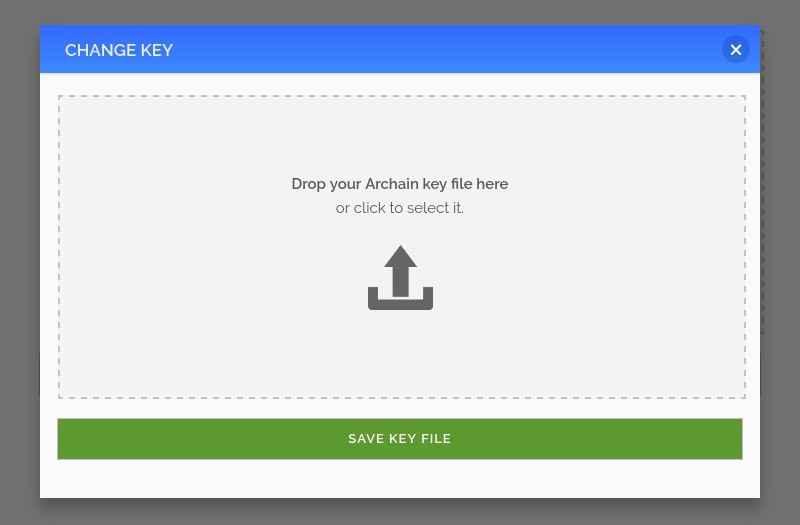 CHANGE KEY
Drop your Archain key file here
or click to select it.
SAVE KEY FILE